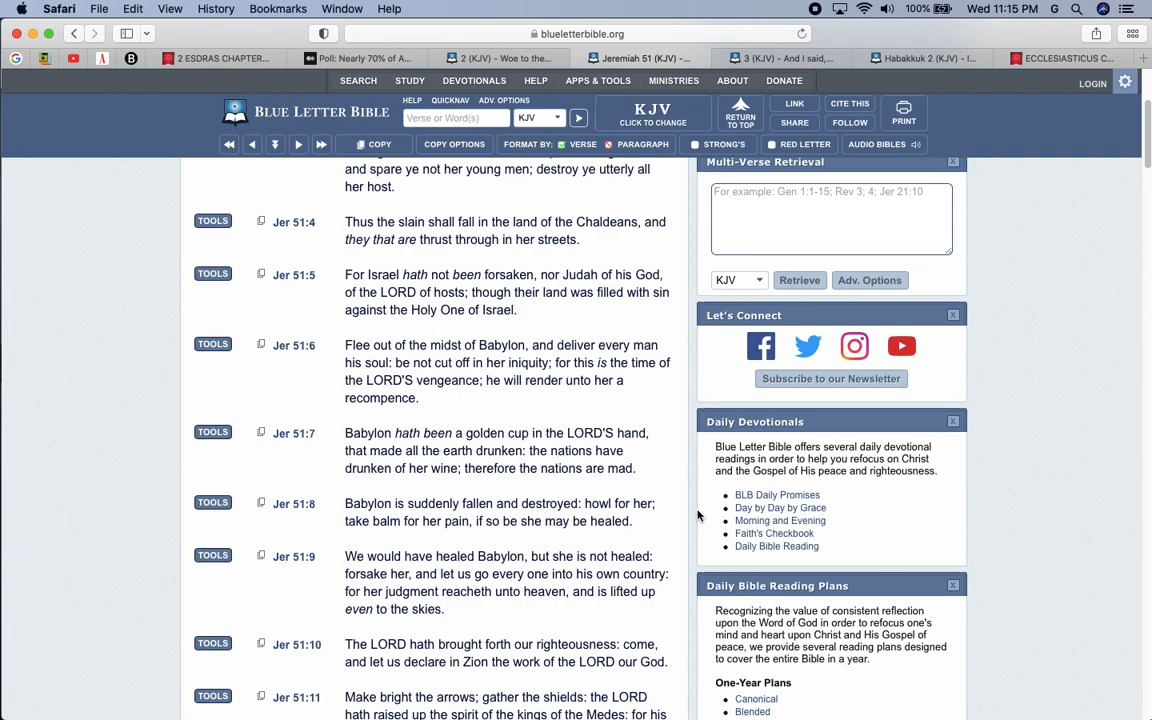 Safari File Edit View History Bookmarks Window Help 100% Wed 11:15 PM G
blueletterbible.org
2 ESDRAS CHAPTER... Poll: Nearly 70% of A... 2 (KJV) - Woe to the... Jeremiah 51 (KJV) -... 3 (KJV) - And I said,... Habakkuk 2 (KJV) - I... ECCLESIASTICUS C...
SEARCH STUDY DEVOTIONALS HELP APPS & TOOLS MINISTRIES ABOUT DONATE LOGIN
BLUE LETTER BIBLE
HELP QUICKNAV ADV. OPTIONS
Verse or Word(s) KJV
KJV
CLICK TO CHANGE
RETURN
TO TOP
LINK CITE THIS
SHARE FOLLOW
PRINT
COPY COPY OPTIONS FORMAT BY: VERSE PARAGRAPH STRONG'S RED LETTER AUDIO BIBLES
and spare ye not her young men; destroy ye utterly all
her host.
TOOLS Jer 51:4 Thus the slain shall fall in the land of the Chaldeans, and
they that are thrust through in her streets.
TOOLS Jer 51:5 For Israel hath not been forsaken, nor Judah of his God,
of the LORD of hosts; though their land was filled with sin
against the Holy One of Israel.
TOOLS Jer 51:6 Flee out of the midst of Babylon, and deliver every man
his soul: be not cut off in her iniquity; for this is the time of
the LORD'S vengeance; he will render unto her a
recompence.
TOOLS Jer 51:7 Babylon hath been a golden cup in the LORD'S hand,
that made all the earth drunken: the nations have
drunken of her wine; therefore the nations are mad.
TOOLS Jer 51:8 Babylon is suddenly fallen and destroyed: howl for her;
take balm for her pain, if so be she may be healed.
TOOLS Jer 51:9 We would have healed Babylon, but she is not healed:
forsake her, and let us go every one into his own country:
for her judgment reacheth unto heaven, and is lifted up
even to the skies.
TOOLS Jer 51:10 The LORD hath brought forth our righteousness: come,
and let us declare in Zion the work of the LORD our God.
TOOLS Jer 51:11 Make bright the arrows; gather the shields: the LORD
hath raised up the spirit of the kings of the Medes: for his
Multi-Verse Retrieval
For example: Gen 1:1-15; Rev 3; 4; Jer 21:10
KJV Retrieve Adv. Options
Let's Connect
Subscribe to our Newsletter
Daily Devotionals
Blue Letter Bible offers several daily devotional
readings in order to help you refocus on Christ
and the Gospel of His peace and righteousness.
BLB Daily Promises
Day by Day by Grace
Morning and Evening
Faith's Checkbook
Daily Bible Reading
Daily Bible Reading Plans
Recognizing the value of consistent reflection
upon the Word of God in order to refocus one's
mind and heart upon Christ and His Gospel of
peace, we provide several reading plans designed
to cover the entire Bible in a year.
One-Year Plans
Canonical
Blended